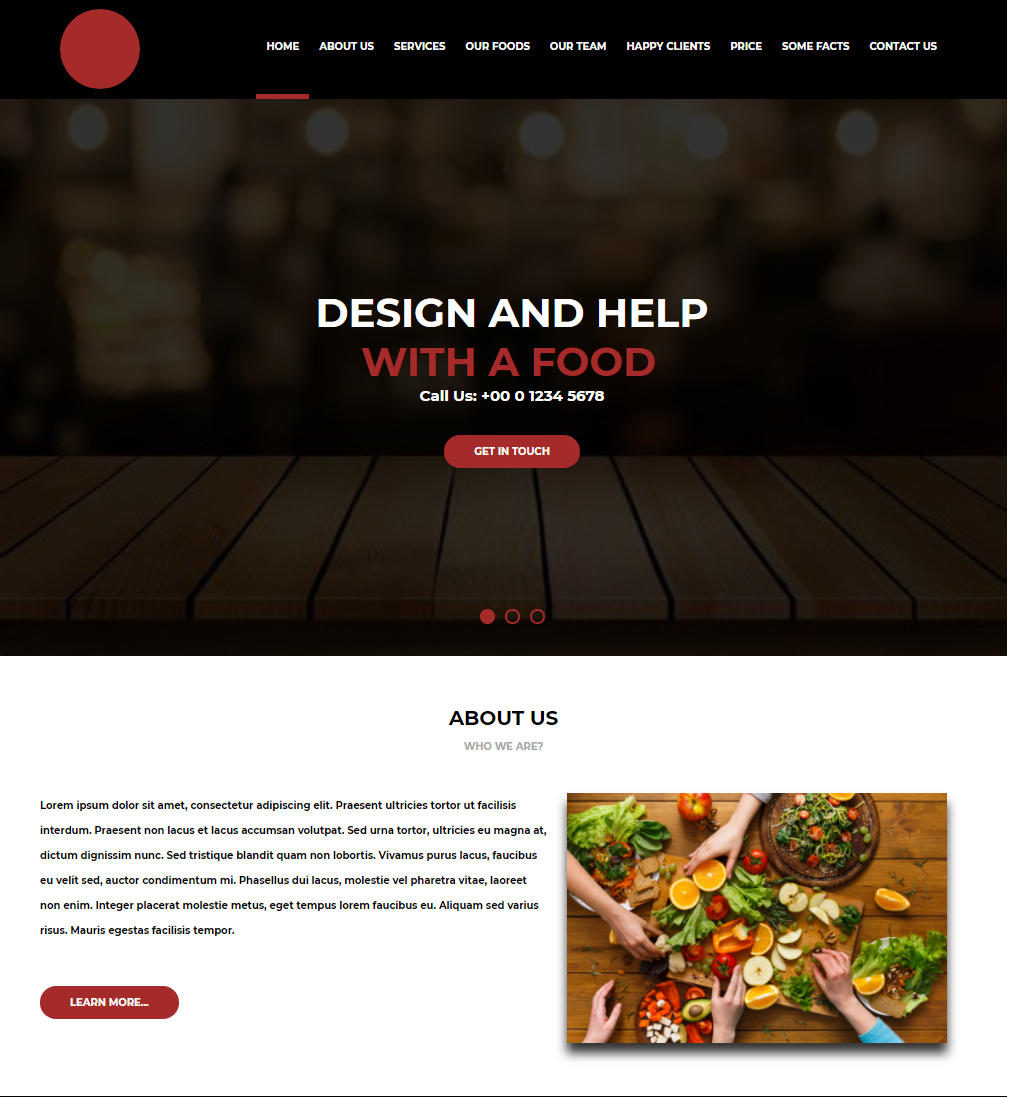 HOME ABOUT US SERVICES OUR FOODS OUR TEAM HAPPY CLIENTS PRICE SOME FACTS CONTACT US
DESIGN AND HELP
WITH A FOOD
Call Us: +00 0 1234 5678
GET IN TOUCH
ABOUT US
WHO WE ARE?
Lorem ipsum dolor sit amet, consectetur adipiscing elit. Praesent ultricies tortor ut facilisis
interdum. Praesent non lacus et lacus accumsan volutpat. Sed urna tortor, ultricies eu magna at,
dictum dignissim nunc. Sed tristique blandit quam non lobortis. Vivamus purus lacus, faucibus
eu velit sed, auctor condimentum mi. Phasellus dui lacus, molestie vel pharetra vitae, laoreet
non enim. Integer placerat molestie metus, eget tempus lorem faucibus eu. Aliquam sed varius
risus. Mauris egestas facilisis tempor.
LEARN MORE...